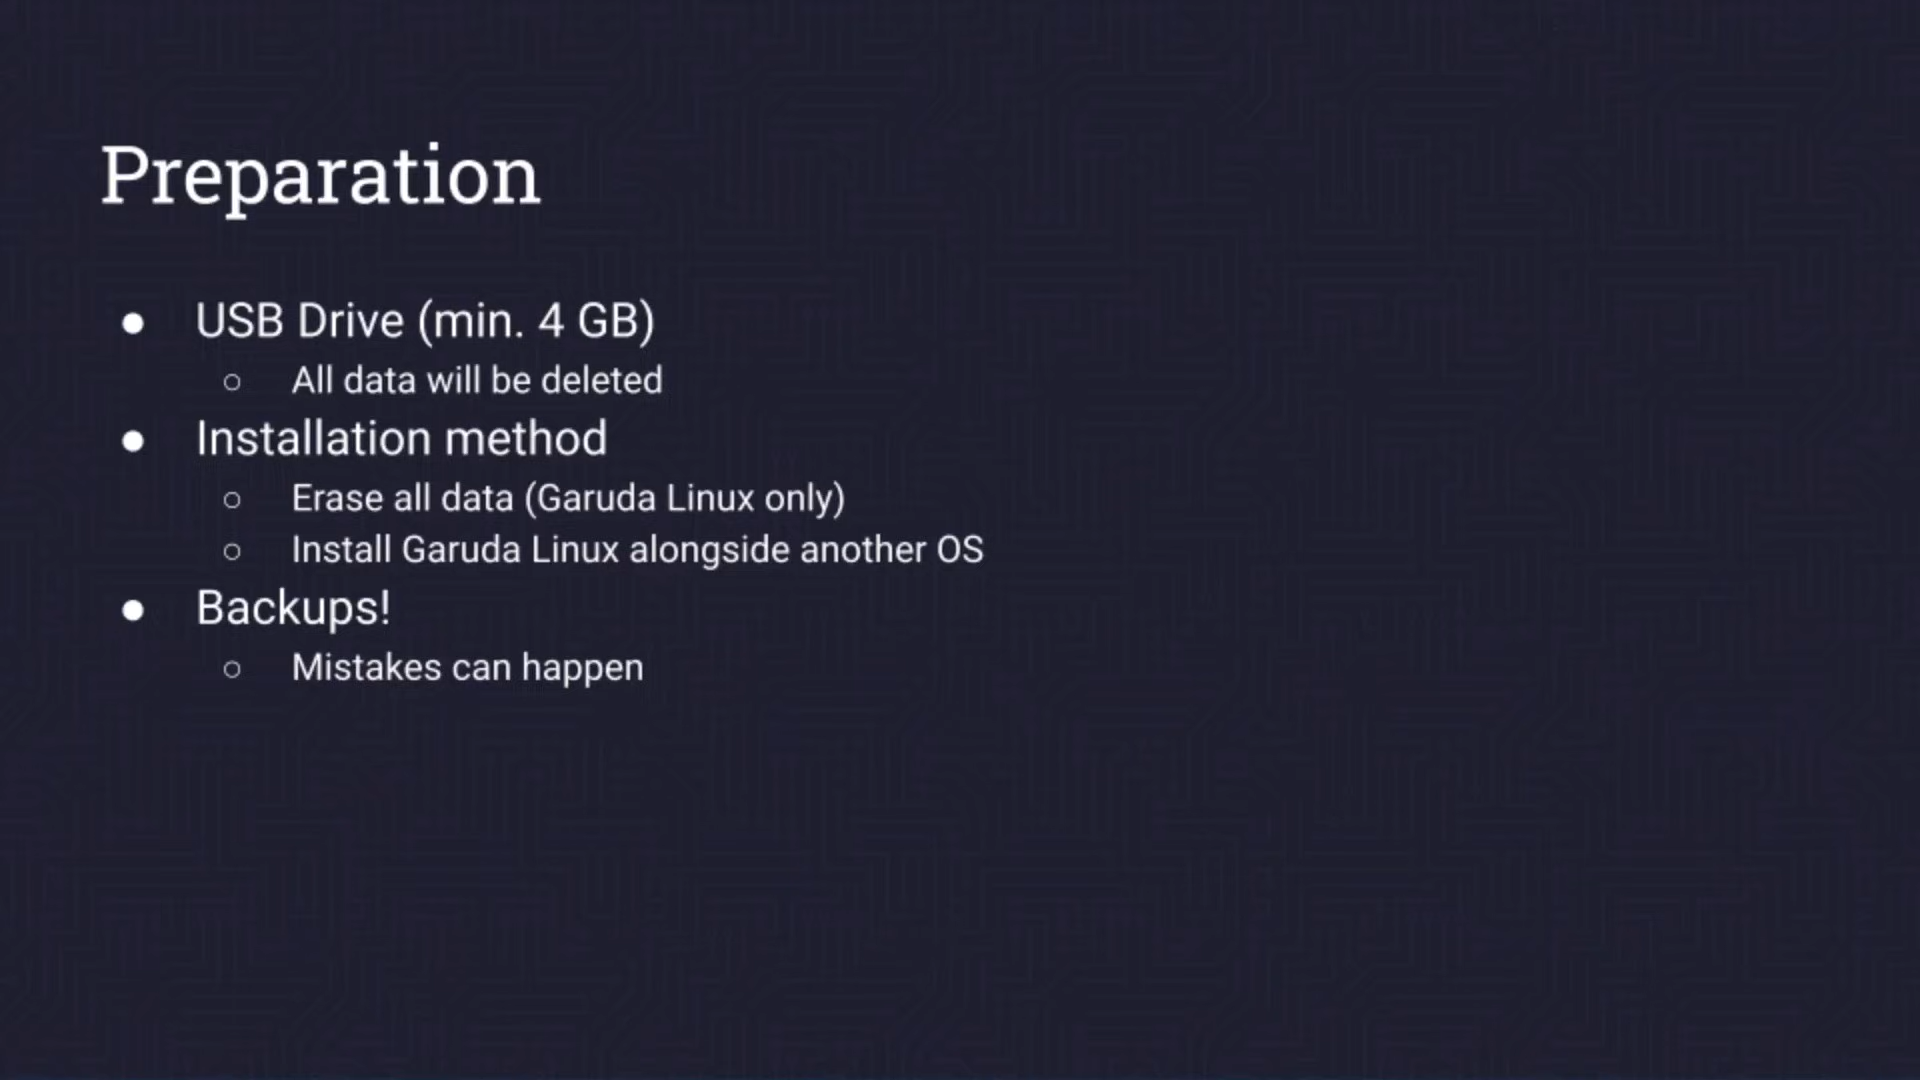 Preparation
● USB Drive (min. 4 GB)
○ All data will be deleted
● Installation method
○ Erase all data (Garuda Linux only)
○ Install Garuda Linux alongside another OS
● Backups!
○ Mistakes can happen